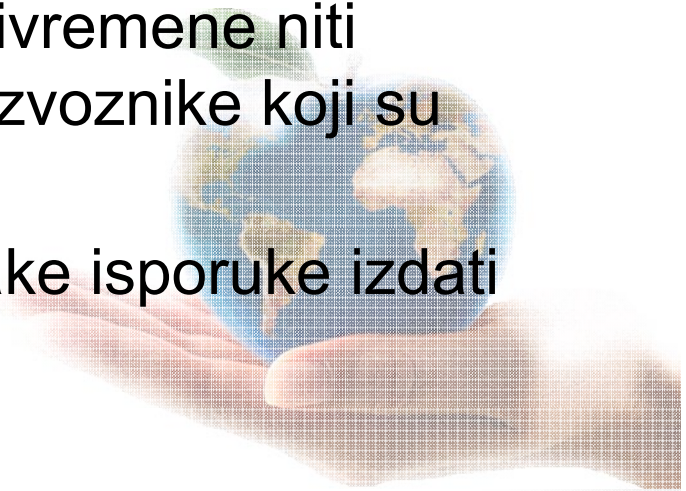 ivremene niti
zvoznike koji su
ke isporuke izdati